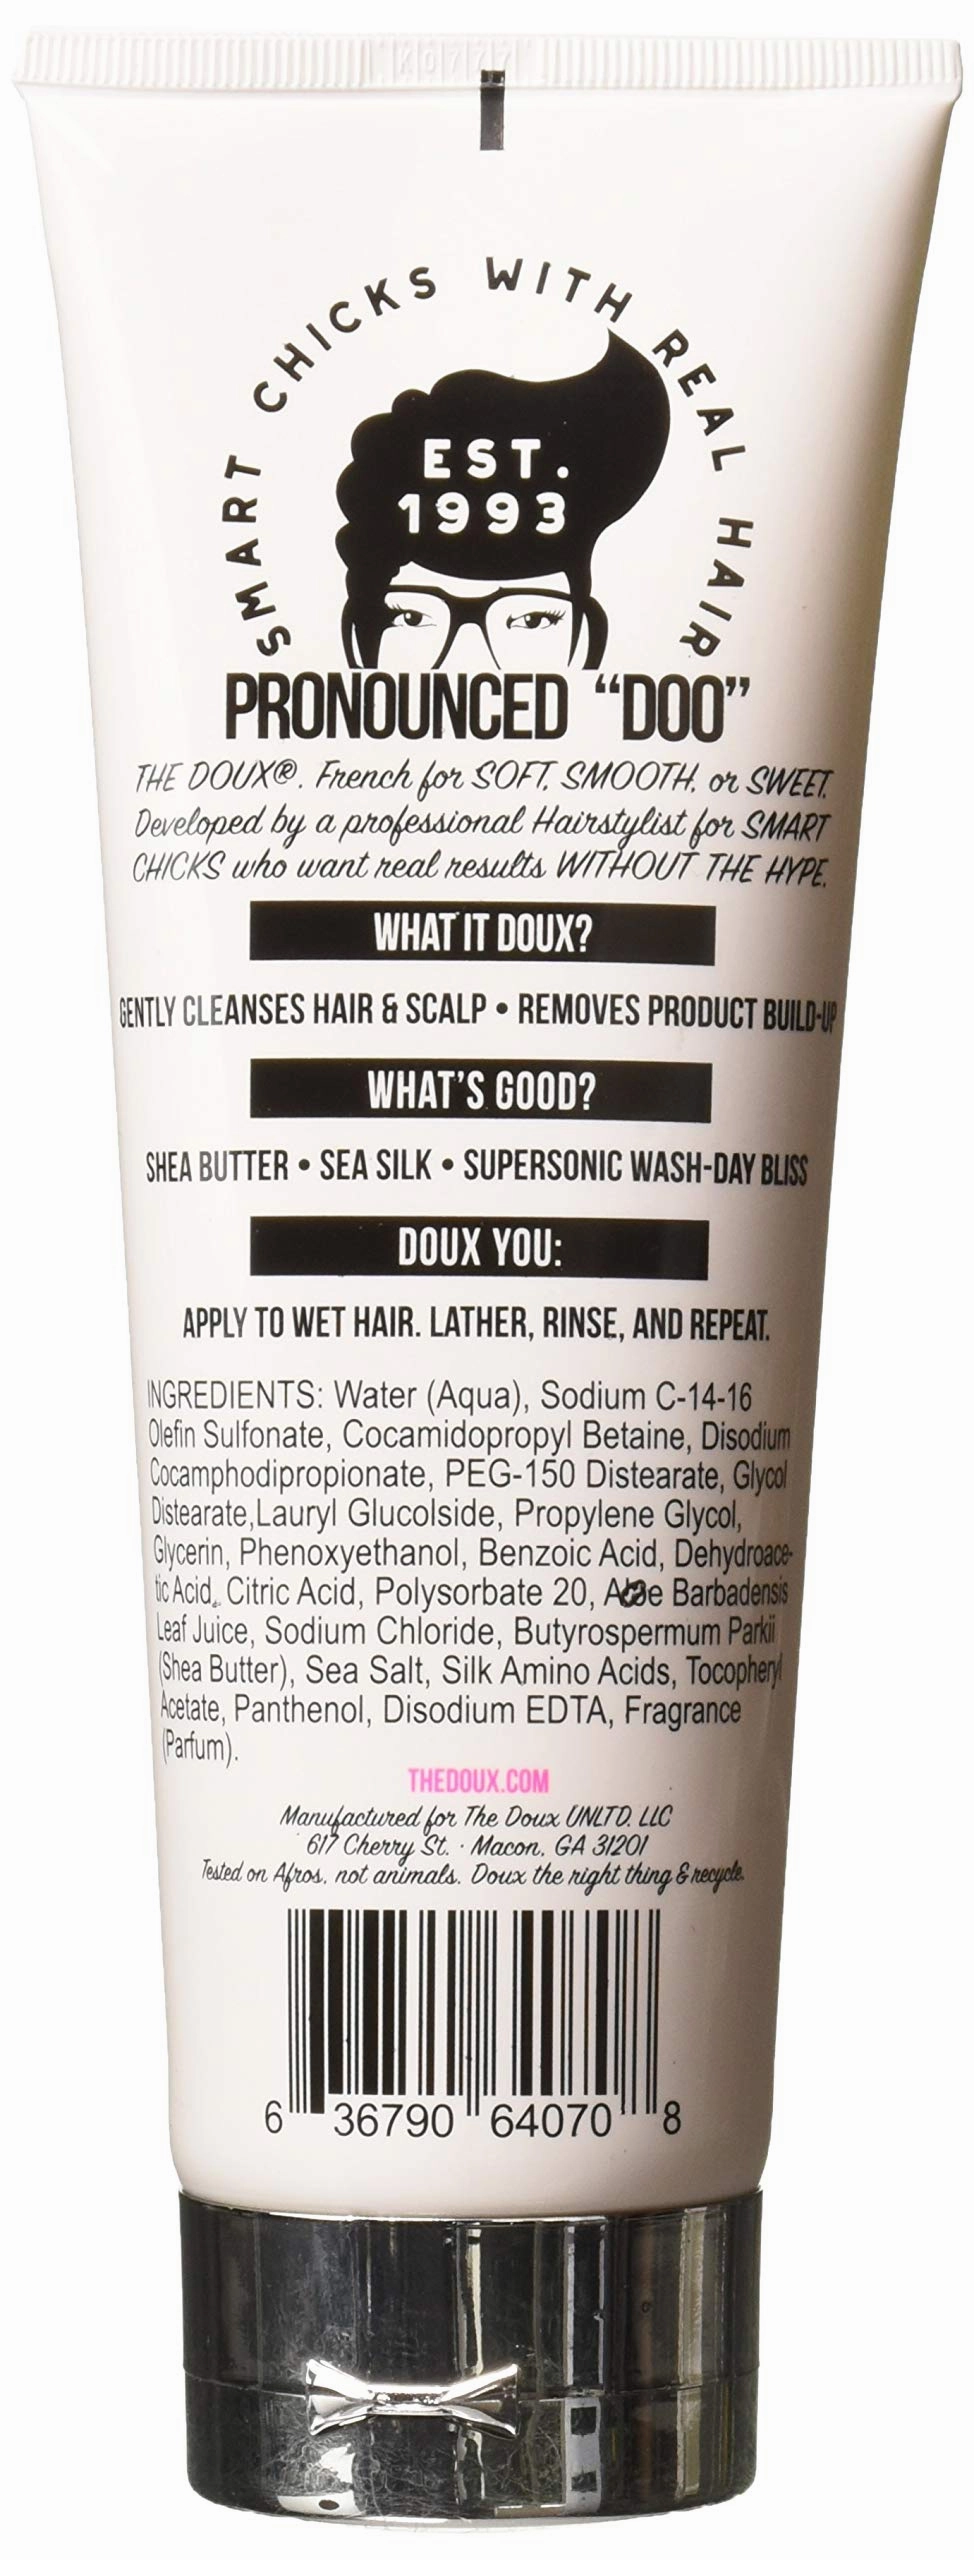 K0777
SMART CHICKS WITH REAL HAIR
EST.
1993
PRONOUNCED “DOO”
THE DOUX®. French for SOFT, SMOOTH, or SWEET.
Developed by a professional Hairstylist for SMART
CHICKS who want real results WITHOUT THE HYPE.
WHAT IT DOUX?
GENTLY CLEANSES HAIR & SCALP • REMOVES PRODUCT BUILD-UP
WHAT'S GOOD?
SHEA BUTTER • SEA SILK • SUPERSONIC WASH-DAY BLISS
DOUX YOU:
APPLY TO WET HAIR. LATHER, RINSE, AND REPEAT.
INGREDIENTS: Water (Aqua), Sodium C-14-16
Olefin Sulfonate, Cocamidopropyl Betaine, Disodium
Cocamphodipropionate, PEG-150 Distearate, Glycol
Distearate,Lauryl Glucolside, Propylene Glycol,
Glycerin, Phenoxyethanol, Benzoic Acid, Dehydroace-
tic Acid, Citric Acid, Polysorbate 20, Aloe Barbadensis
Leaf Juice, Sodium Chloride, Butyrospermum Parkii
(Shea Butter), Sea Salt, Silk Amino Acids, Tocopheryl
Acetate, Panthenol, Disodium EDTA, Fragrance
(Parfum).
THEDOUX.COM
Manufactured for The Doux UNLTD. LLC
617 Cherry St. · Macon, GA 31201
Tested on Afros, not animals. Doux the right thing & recycle.
6 36790 64070 8